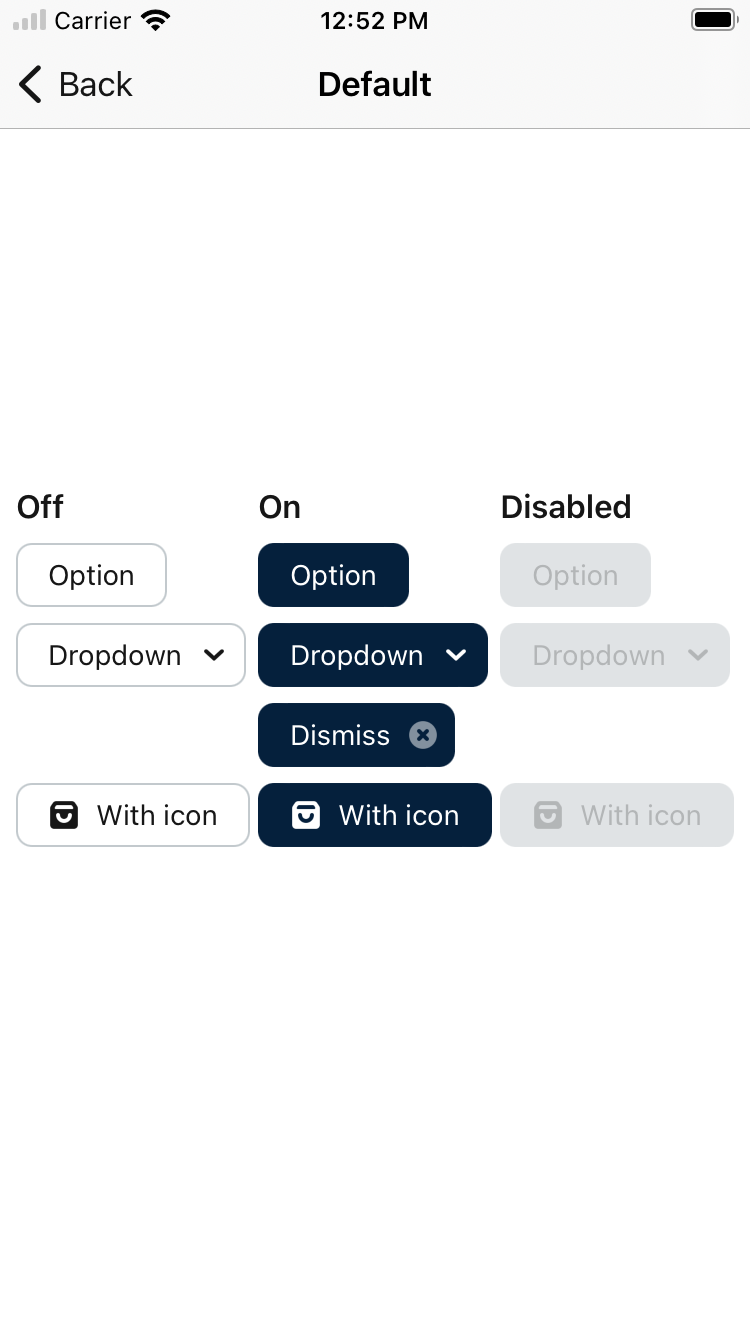 Carrier 12:52 PM
Back Default
Off On Disabled
Option Option Option
Dropdown Dropdown Dropdown
Dismiss
With icon With icon With icon